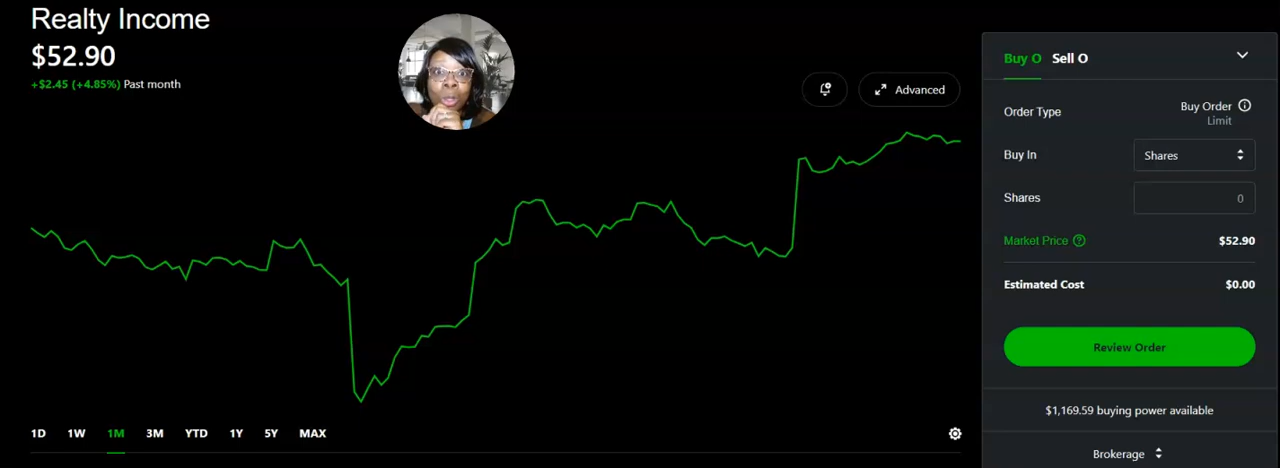 Realty Income
$52.90
+$2.45 (+4.85%) Past month
Advanced
1D 1W 1M 3M YTD 1Y 5Y MAX
Buy O Sell O
Order Type Buy Order
Limit
Buy In Shares
Shares 0
Market Price $52.90
Estimated Cost $0.00
Review Order
$1,169.59 buying power available
Brokerage